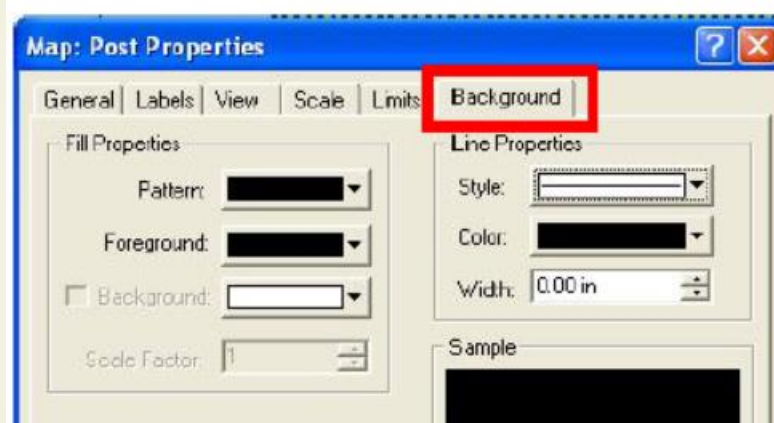 Map: Post Properties
General Labels View Scale Limits Background
Fill Properties
Pattern:
Foreground:
Background:
Scale Factor: 1
Line Properties
Style:
Color:
Width: 0.00 in
Sample